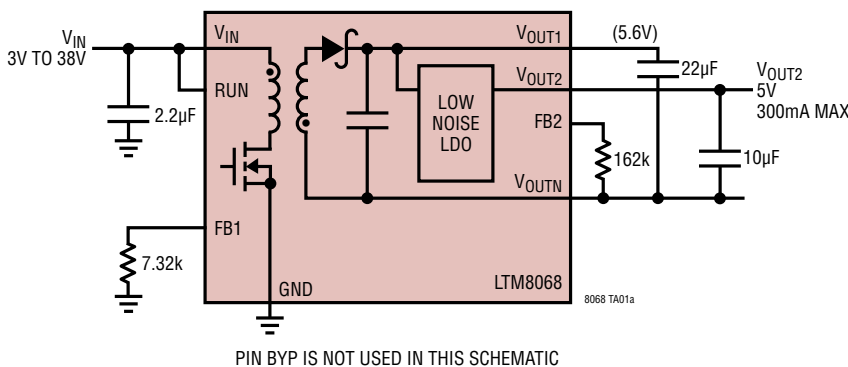 VIN
3V TO 38V
2.2µF
VIN
RUN
FB1
7.32k
GND
LOW
NOISE
LDO
VOUT1
VOUT2
FB2
VOUTN
LTM8068
(5.6V)
22µF
162k
VOUT2
5V
300mA MAX
10µF
8068 TA01a
PIN BYP IS NOT USED IN THIS SCHEMATIC